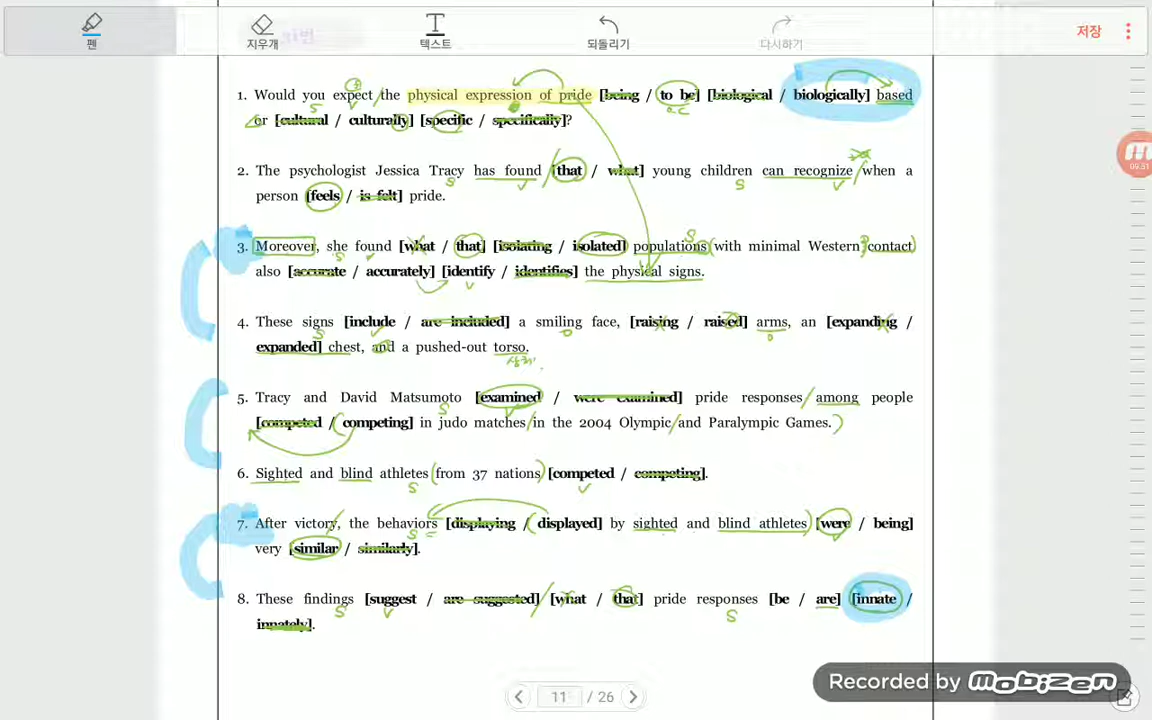 펜
지우개
텍스트
되돌리기
다시하기
저장
1. Would you expect the physical expression of pride [being / to be] [biological / biologically] based
or [cultural / culturally] [specific / specifically]?
o.c
2. The psychologist Jessica Tracy has found [that / what] young children can recognize when a
person [feels / is felt] pride.
3. Moreover, she found [what / that] [isolating / isolated] populations with minimal Western contact
also [accurate / accurately] [identify / identifies] the physical signs.
4. These signs [include / are included] a smiling face, [raising / raised] arms, an [expanding /
expanded] chest, and a pushed-out torso.
5. Tracy and David Matsumoto [examined / were examined] pride responses among people
[competed / competing] in judo matches in the 2004 Olympic and Paralympic Games.
6. Sighted and blind athletes from 37 nations [competed / competing].
7. After victory, the behaviors [displaying / displayed] by sighted and blind athletes [were / being]
very [similar / similarly].
8. These findings [suggest / are suggested] [what / that] pride responses [be / are] [innate /
innately].
11 / 26
Recorded by mobizen
09:51